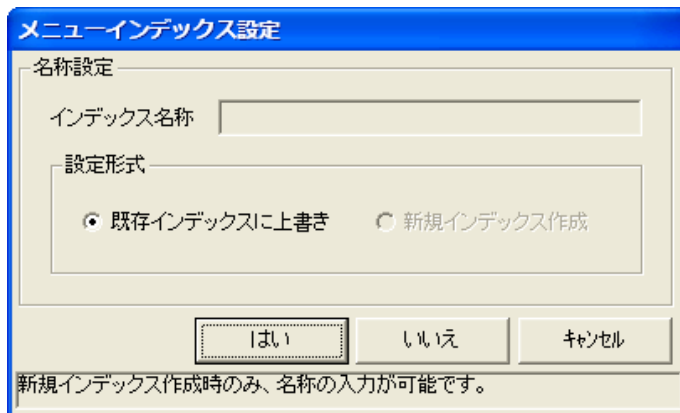 メニューインデックス設定
名称設定
インデックス名称
設定形式
既存インデックスに上書き
新規インデックス作成
はい
いいえ
ｷｬﾝｾﾙ
新規インデックス作成時のみ、名称の入力が可能です。